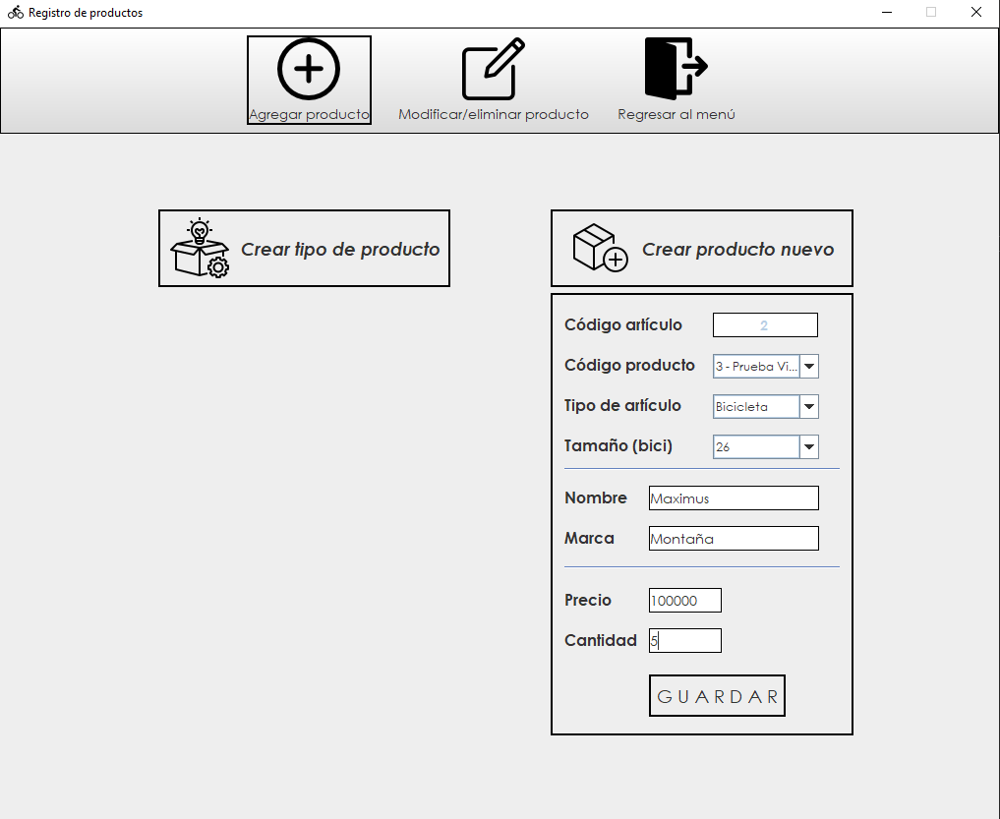 Registro de productos
Agregar producto
Modificar/eliminar producto
Regresar al menú
Crear tipo de producto
Crear producto nuevo
Código artículo 2
Código producto 3 - Prueba Vi...
Tipo de artículo Bicicleta
Tamaño (bici) 26
Nombre Maximus
Marca Montaña
Precio 100000
Cantidad 5
GUARDAR